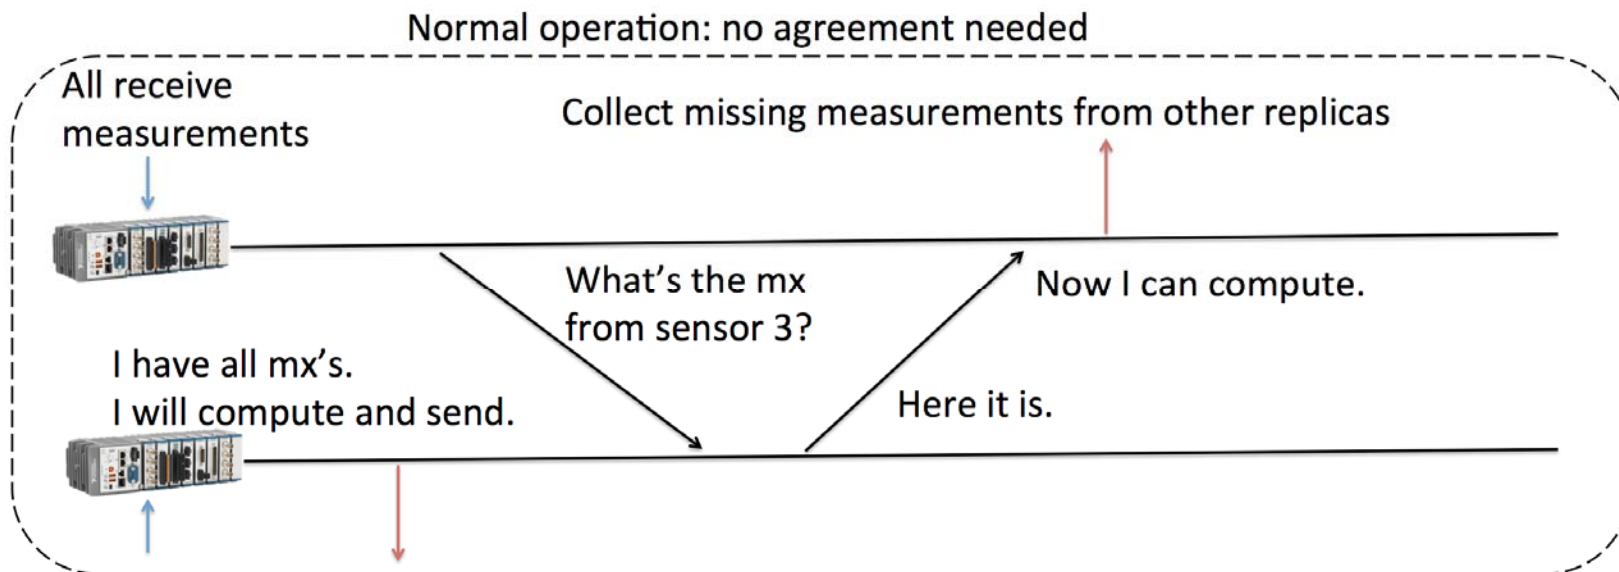 Normal operation: no agreement needed
All receive
measurements
Collect missing measurements from other replicas
What's the mx
from sensor 3?
Now I can compute.
I have all mx's.
I will compute and send.
Here it is.